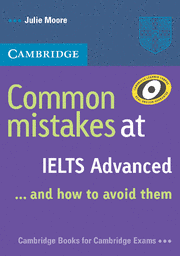 Julie Moore
CAMBRIDGE
Common
mistakes at
IELTS Advanced
... and how to avoid them
Cambridge Books for Cambridge Exams